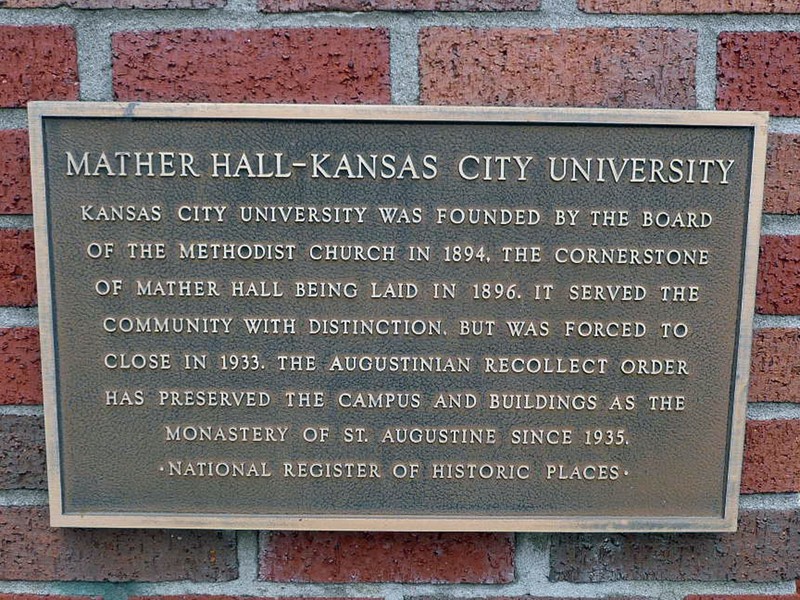 MATHER HALL-KANSAS CITY UNIVERSITY
KANSAS CITY UNIVERSITY WAS FOUNDED BY THE BOARD
OF THE METHODIST CHURCH IN 1894, THE CORNERSTONE
OF MATHER HALL BEING LAID IN 1896. IT SERVED THE
COMMUNITY WITH DISTINCTION, BUT WAS FORCED TO
CLOSE IN 1933. THE AUGUSTINIAN RECOLLECT ORDER
HAS PRESERVED THE CAMPUS AND BUILDINGS AS THE
MONASTERY OF ST. AUGUSTINE SINCE 1935.
·NATIONAL REGISTER OF HISTORIC PLACES·